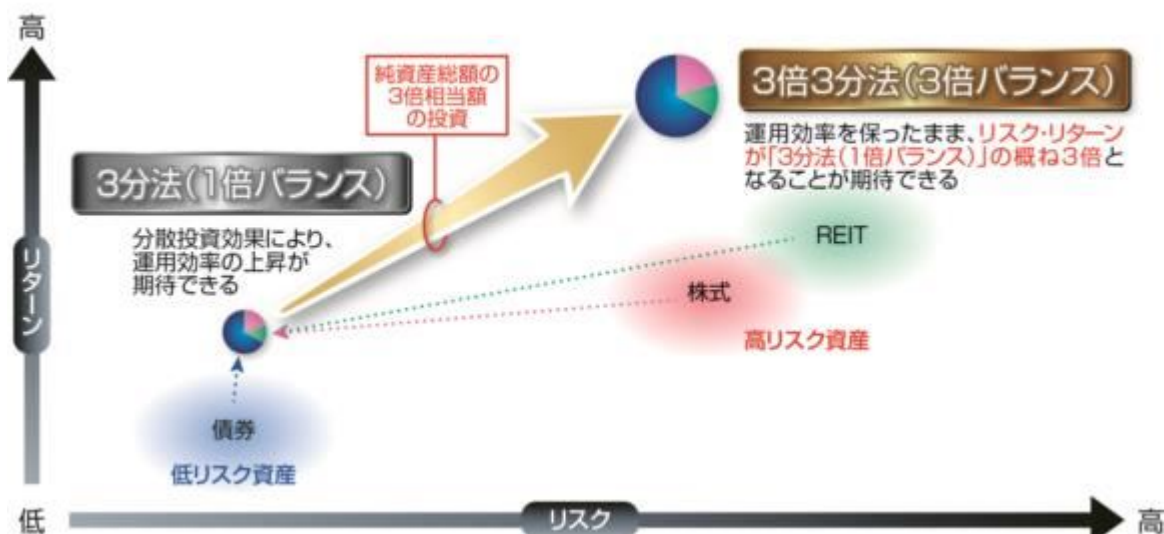 高
純資産総額の
3倍相当額
の投資
3倍3分法(3倍バランス)
運用効率を保ったまま、リスク・リターン
が「3分法(1倍バランス)」の概ね3倍と
なることが期待できる
3分法(1倍バランス)
分散投資効果により、
運用効率の上昇が
期待できる
REIT
株式
高リスク資産
リターン
債券
低リスク資産
低
リスク
高